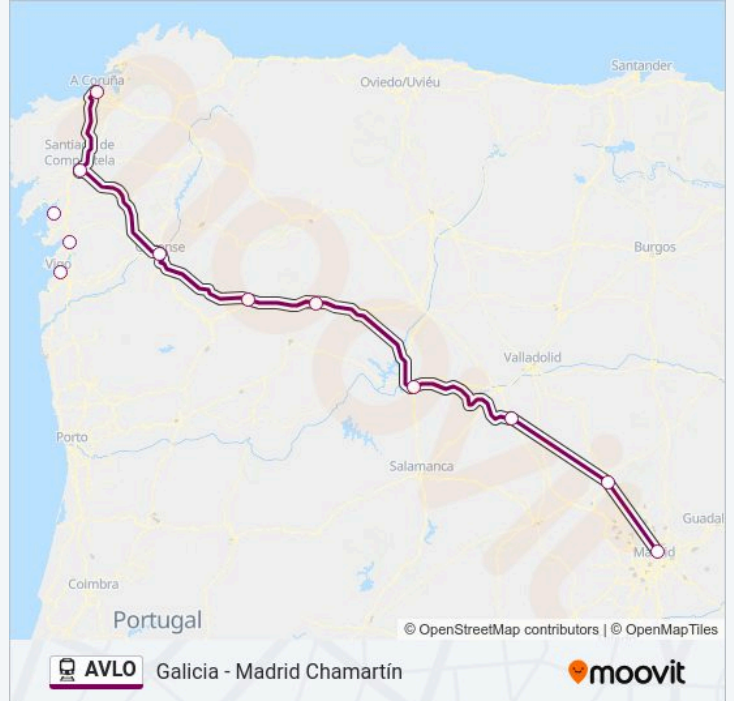 A Coruña
Oviedo/Uviéu
Santander
Santiago de
Compostela
Burgos
Vigo
Valladolid
Porto
Salamanca
Guadal
Madrid
Coimbra
Portugal
© OpenStreetMap contributors | © OpenMapTiles
AVLO Galicia - Madrid Chamartín
moovit